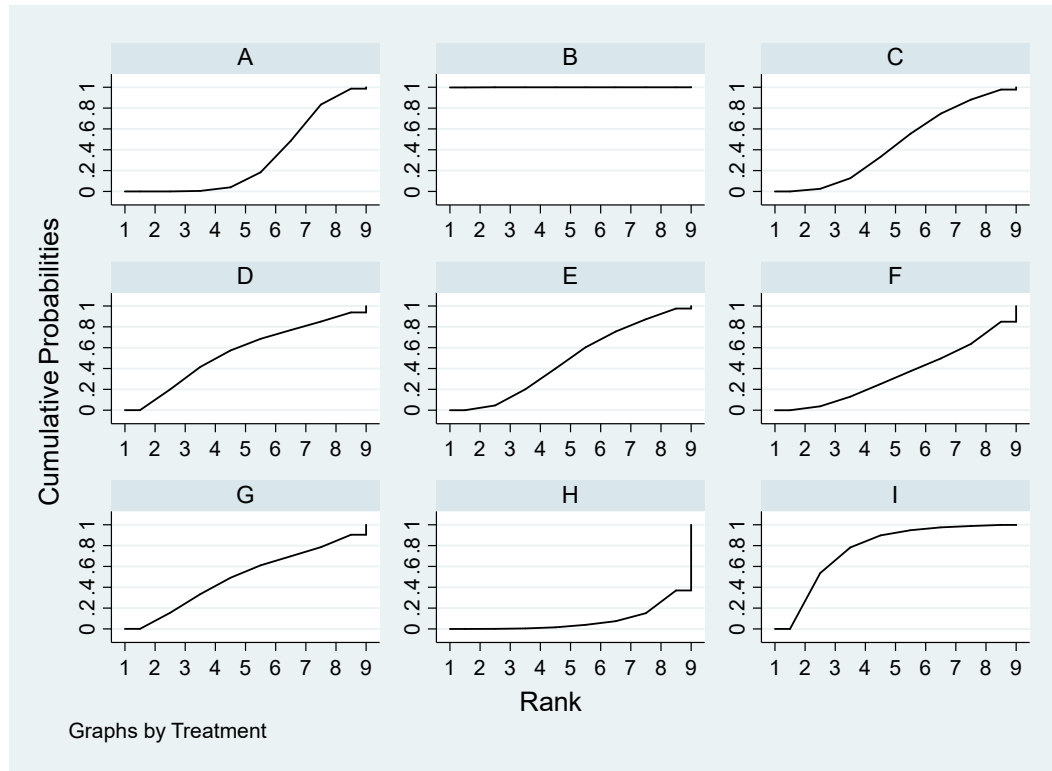 A
B
C
0 .2 .4 .6 .8 1
1 2 3 4 5 6 7 8 9
1 2 3 4 5 6 7 8 9
1 2 3 4 5 6 7 8 9
D
E
F
0 .2 .4 .6 .8 1
0 .2 .4 .6 .8 1
0 .2 .4 .6 .8 1
1 2 3 4 5 6 7 8 9
1 2 3 4 5 6 7 8 9
1 2 3 4 5 6 7 8 9
G
H
I
0 .2 .4 .6 .8 1
0 .2 .4 .6 .8 1
0 .2 .4 .6 .8 1
1 2 3 4 5 6 7 8 9
1 2 3 4 5 6 7 8 9
1 2 3 4 5 6 7 8 9
0 .2 .4 .6 .8 1
0 .2 .4 .6 .8 1
Cumulative Probabilities
Rank
Graphs by Treatment